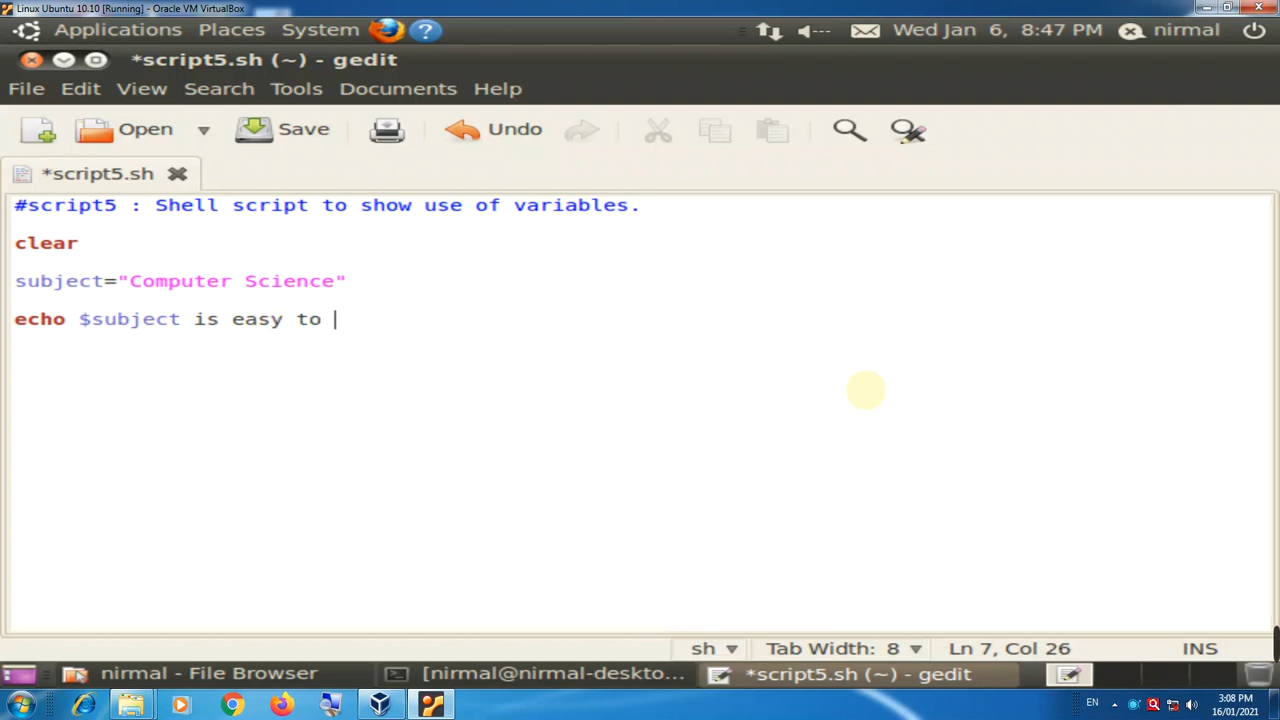 Linux Ubuntu 10.10 [Running] - Oracle VM VirtualBox
Applications Places System ? Wed Jan 6, 8:47 PM nirmal
*script5.sh (~) - gedit
File Edit View Search Tools Documents Help
Open Save Undo
*script5.sh
#script5 : Shell script to show use of variables.
clear
subject="Computer Science"
echo $subject is easy to
sh Tab Width: 8 Ln 7, Col 26 INS
nirmal - File Browser [nirmal@nirmal-deskto... *script5.sh (~) - gedit
EN 3:08 PM
16/01/2021